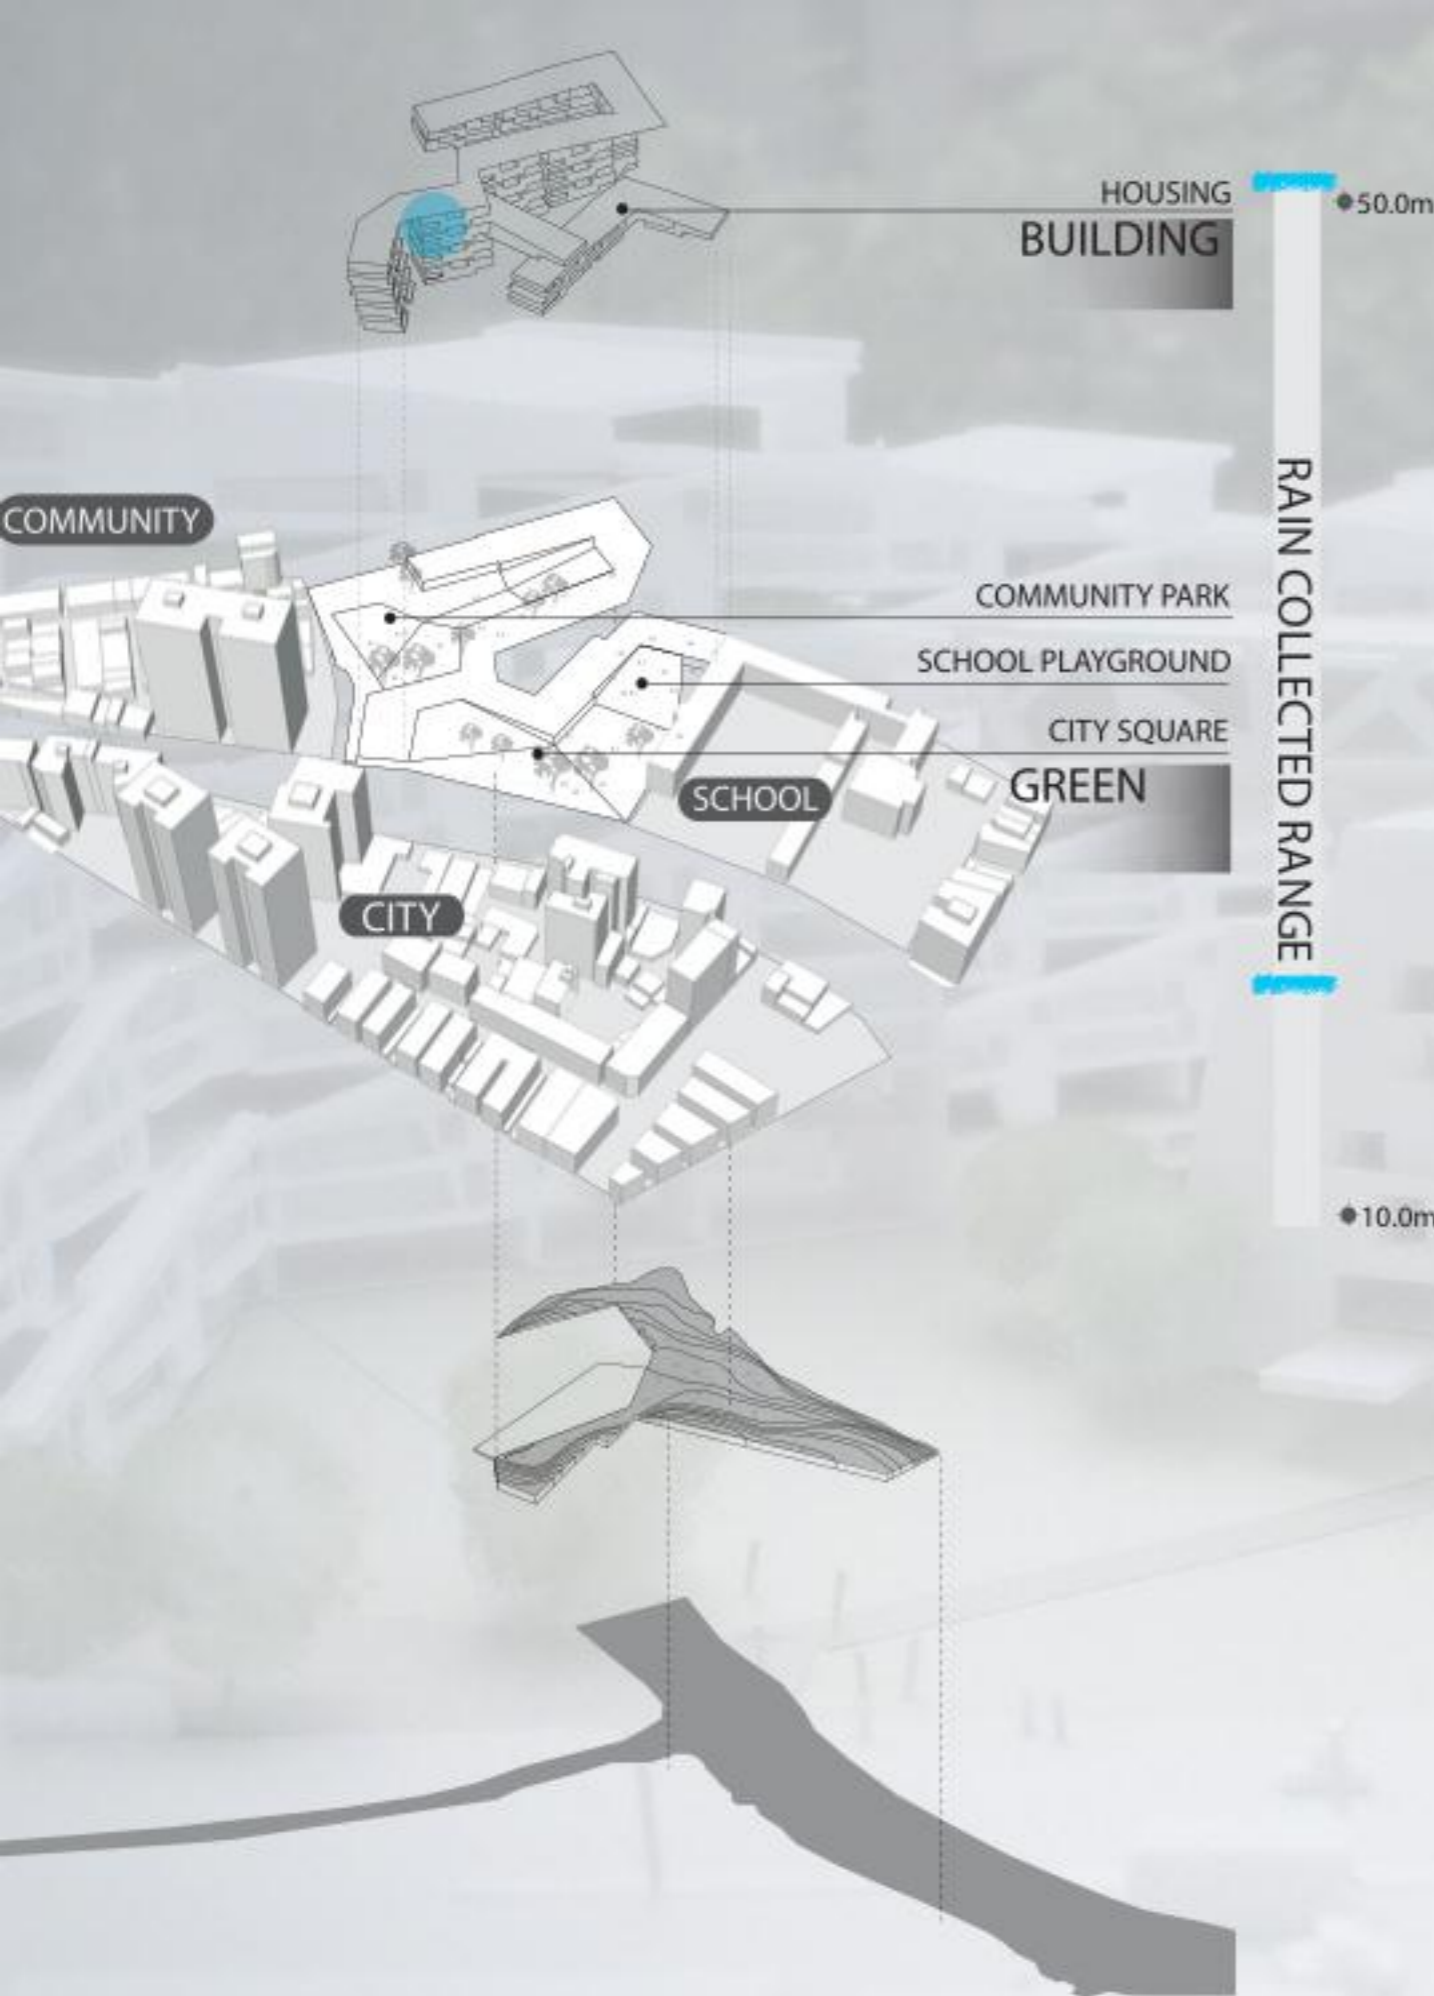 HOUSING
BUILDING
50.0m
COMMUNITY
COMMUNITY PARK
SCHOOL PLAYGROUND
CITY SQUARE
GREEN
SCHOOL
CITY
RAIN COLLECTED RANGE
10.0m